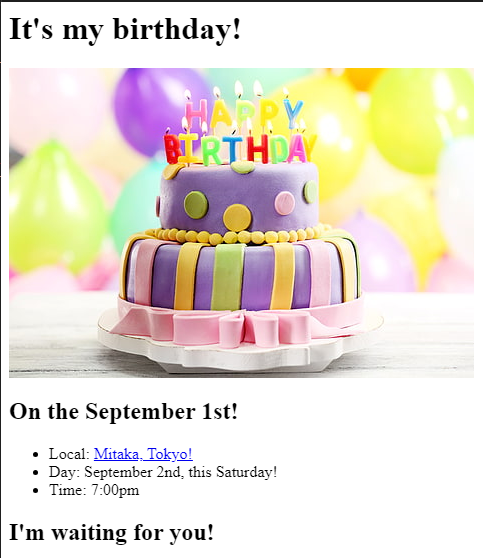 It's my birthday!
HAPPY
BIRTHDAY
On the September 1st!
Local: Mitaka, Tokyo!
Day: September 2nd, this Saturday!
Time: 7:00pm
I'm waiting for you!